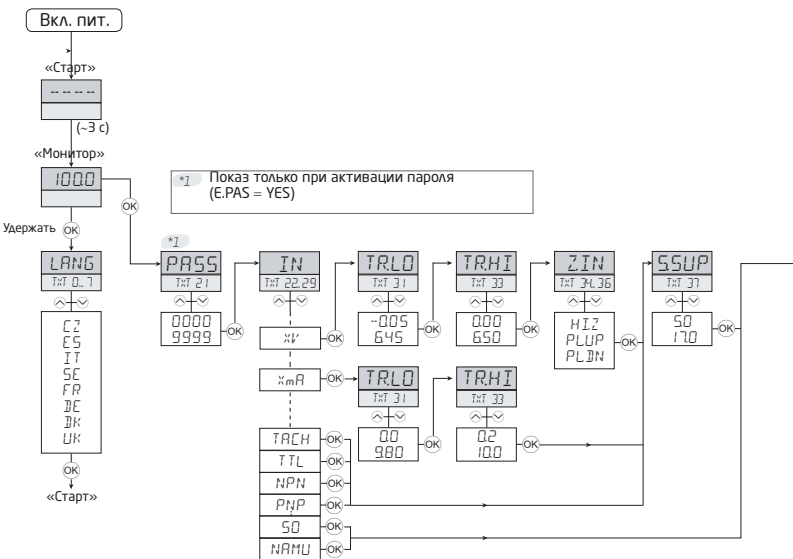 Вкл. пит.
«Старт»
-- -- -- --
(~3 с)
«Монитор»
100.0
OK
*1 Показ только при активации пароля
(E.PAS = YES)
Удержать OK
LANG
TXT 0...7
CZ
ES
IT
SE
FR
DE
DK
UK
OK
«Старт»
*1
PASS
TXT 21
0000
9999
OK
IN
TXT 22..29
xV
OK
xmA
OK
TACH
OK
TTL
OK
NPN
OK
PNP
OK
S0
OK
NAMU
OK
TR.LO
TXT 31
-0.05
6.45
OK
TR.HI
TXT 33
0.00
6.50
OK
Z.IN
TXT 34..36
HI.Z
PLUP
PLDN
OK
S.SUP
TXT 37
5.0
17.0
OK
TR.LO
TXT 31
0.0
9.80
OK
TR.HI
TXT 33
0.2
10.0
OK